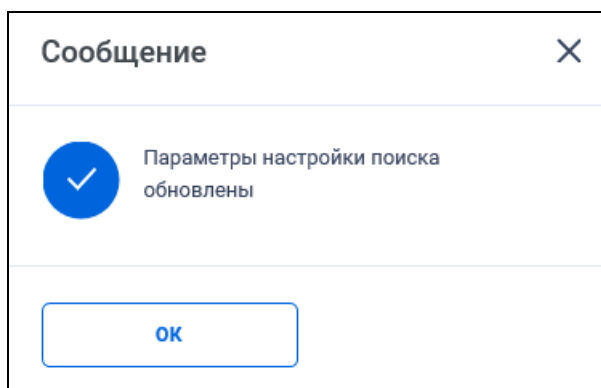 Сообщение
Параметры настройки поиска
обновлены
ОК